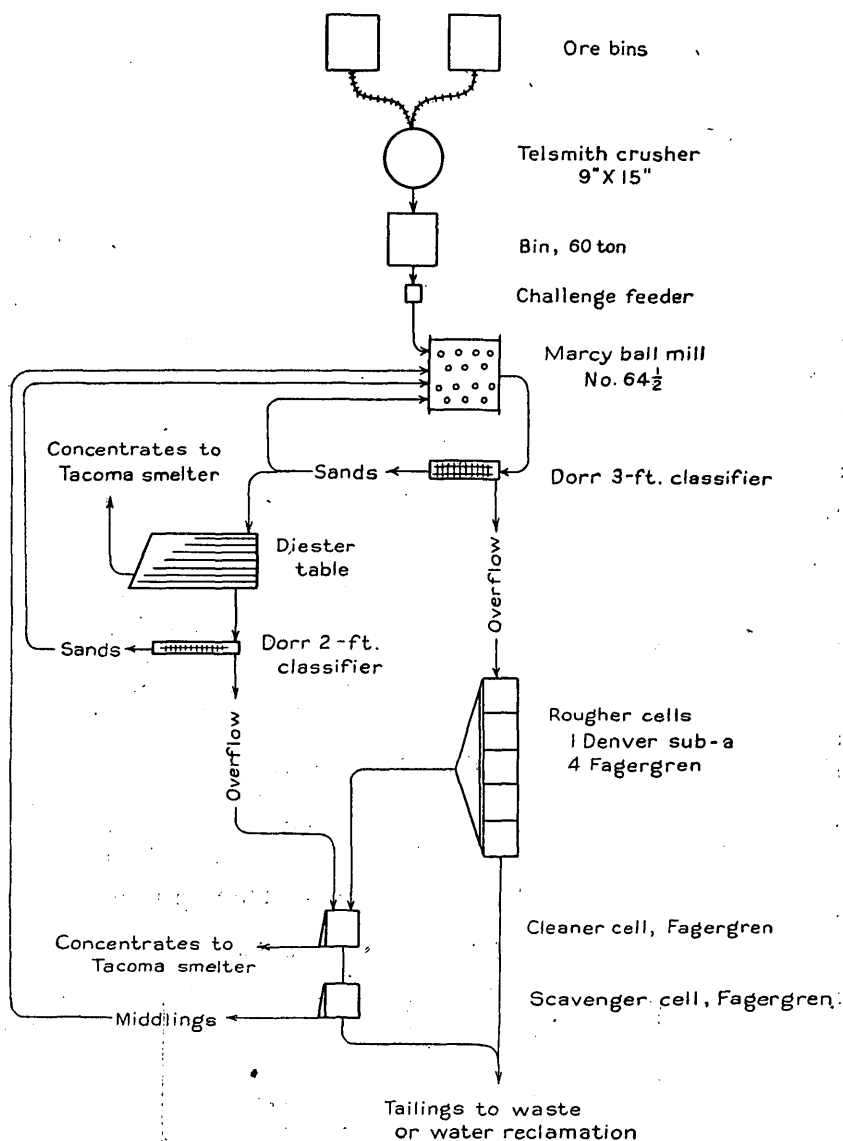 Ore bins
Telsmith crusher
9"X 15"
Bin, 60 ton
Challenge feeder
Marcy ball mill
No. 64½
Concentrates to
Tacoma smelter
Sands
Dorr 3-ft. classifier
Diester
table
Overflow
Sands
Dorr 2-ft.
classifier
Overflow
Rougher cells
1 Denver sub-a
4 Fagergren
Cleaner cell, Fagergren
Concentrates to
Tacoma smelter
Scavenger cell, Fagergren
Middlings
Tailings to waste
or water reclamation